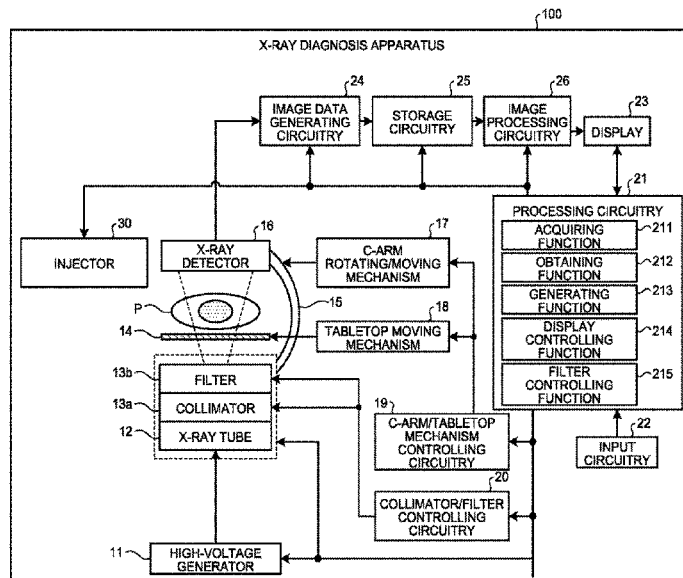 100
X-RAY DIAGNOSIS APPARATUS
24
IMAGE DATA
GENERATING
CIRCUITRY
25
STORAGE
CIRCUITRY
26
IMAGE
PROCESSING
CIRCUITRY
23
DISPLAY
21
PROCESSING CIRCUITRY
ACQUIRING
FUNCTION
211
OBTAINING
FUNCTION
212
GENERATING
FUNCTION
213
DISPLAY
CONTROLLING
FUNCTION
214
FILTER
CONTROLLING
FUNCTION
215
30
INJECTOR
16
X-RAY
DETECTOR
17
C-ARM
ROTATING/MOVING
MECHANISM
15
P
14
18
TABLETOP MOVING
MECHANISM
13b
FILTER
13a
COLLIMATOR
12
X-RAY TUBE
19
C-ARM/TABLETOP
MECHANISM
CONTROLLING
CIRCUITRY
22
INPUT
CIRCUITRY
20
COLLIMATOR/FILTER
CONTROLLING
CIRCUITRY
11
HIGH-VOLTAGE
GENERATOR